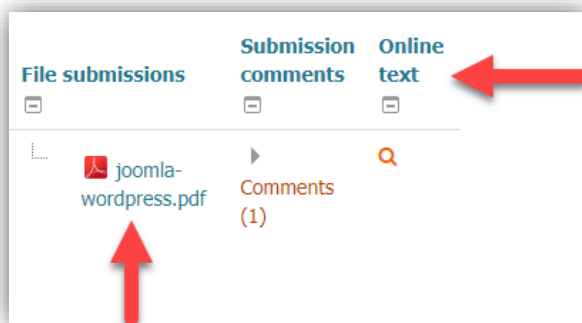 File submissions
Submission
comments
Online
text
joomla-
wordpress.pdf
Comments
(1)